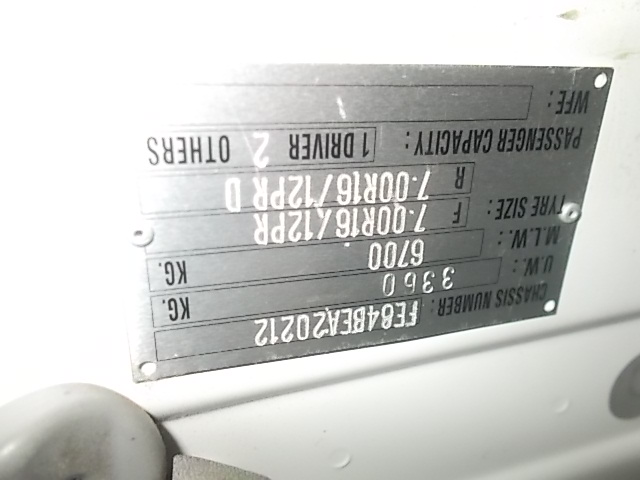 CHASSIS NUMBER: FE84BEA20212
U.W.: 3360 KG.
M.L.W.: 6700 KG.
TYRE SIZE: F 7.00R16/12PR
R 7.00R16/12PR D
PASSENGER CAPACITY: 1 DRIVER 2 OTHERS
WFE: